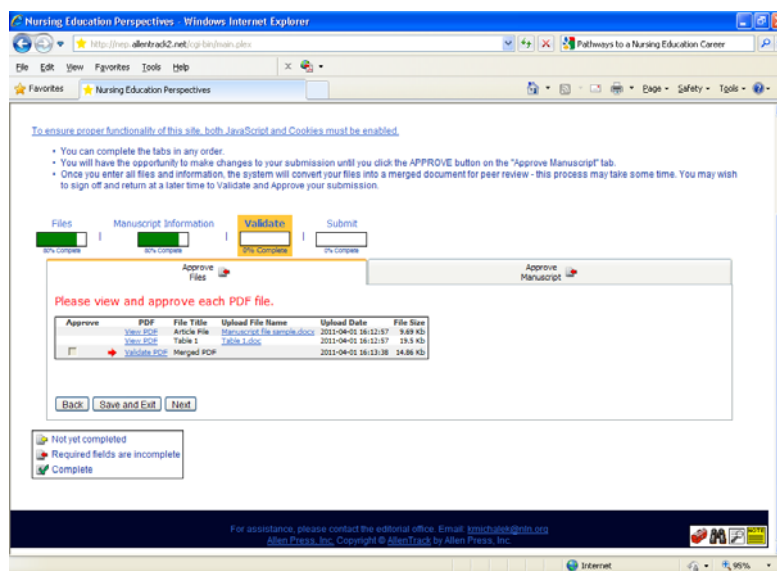 Nursing Education Perspectives - Windows Internet Explorer
http://nep.allentrack2.net/cgi-bin/main.plex
Pathways to a Nursing Education Career
File Edit View Favorites Tools Help
Favorites Nursing Education Perspectives Page Safety Tools
To ensure proper functionality of this site, both JavaScript and Cookies must be enabled.
• You can complete the tabs in any order.
• You will have the opportunity to make changes to your submission until you click the APPROVE button on the "Approve Manuscript" tab.
• Once you enter all files and information, the system will convert your files into a merged document for peer review - this process may take some time. You may wish
to sign off and return at a later time to Validate and Approve your submission.
Files | Manuscript Information | Validate | Submit
80% Complete 80% Complete 0% Complete 0% Complete
Approve
Files
Approve
Manuscript
Please view and approve each PDF file.
Approve PDF File Title Upload File Name Upload Date File Size
View PDF Article File Manuscript file sample.docx 2011-04-01 16:12:57 9.69 Kb
View PDF Table 1 Table 1.doc 2011-04-01 16:12:57 19.5 Kb
Validate PDF Merged PDF 2011-04-01 16:13:38 14.86 Kb
Back Save and Exit Next
Not yet completed
Required fields are incomplete
Complete
For assistance, please contact the editorial office. Email: kmichalek@nln.org
Allen Press, Inc. Copyright © AllenTrack by Allen Press, Inc.
NOTE
Internet 95%